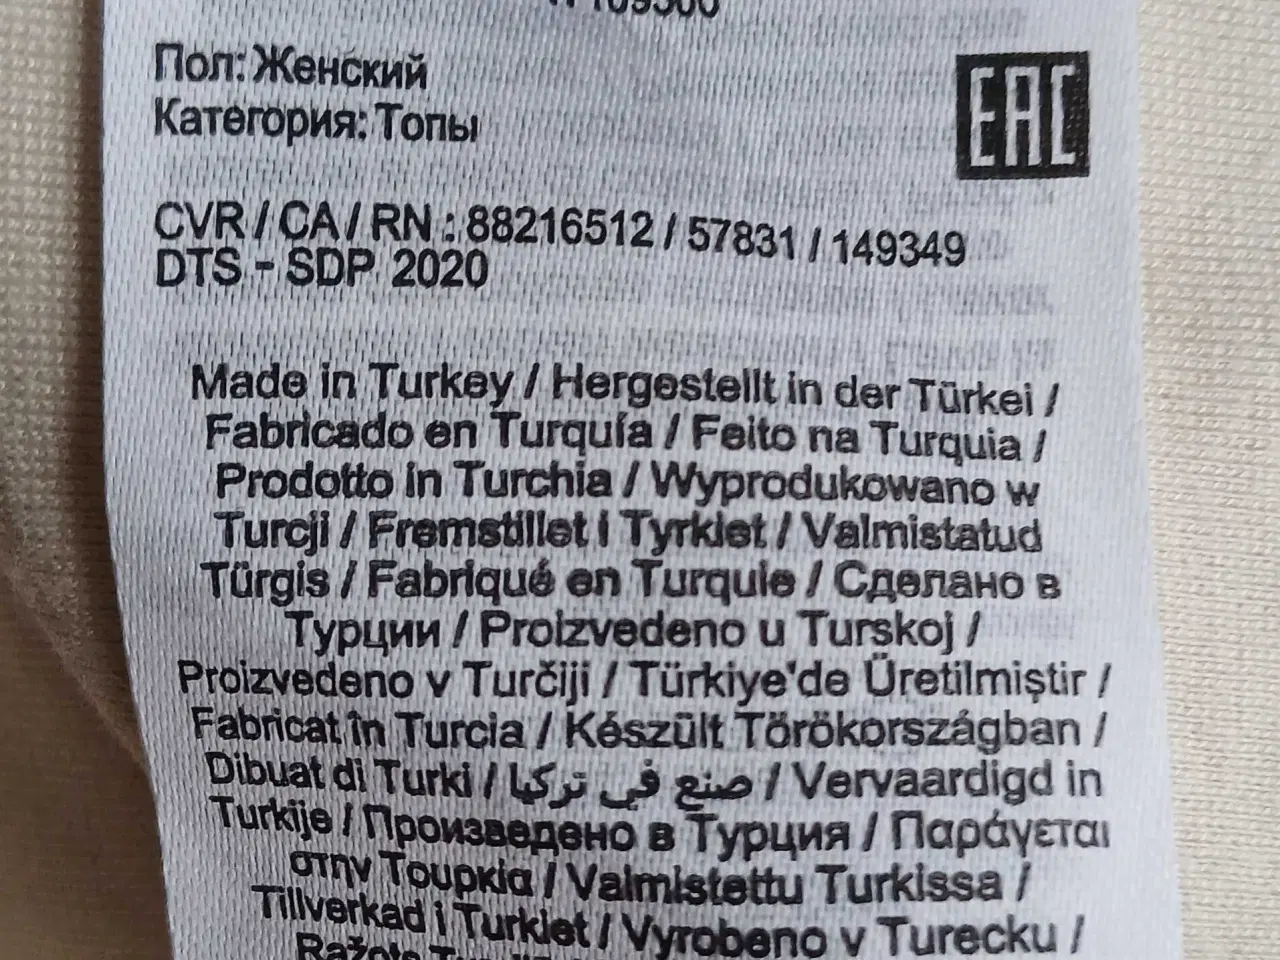 Пол: Женский
Категория: Топы
EAC
CVR / CA / RN : 88216512 / 57831 / 149349
DTS - SDP 2020
Made in Turkey / Hergestellt in der Türkei /
Fabricado en Turquía / Feito na Turquia /
Prodotto in Turchia / Wyprodukowano w
Turcji / Fremstillet i Tyrkiet / Valmistatud
Türgis / Fabriqué en Turquie / Сделано в
Турции / Proizvedeno u Turskoj /
Proizvedeno v Turčiji / Türkiye'de Üretilmiştir /
Fabricat în Turcia / Készült Törökországban /
Dibuat di Turki / صنع في تركيا / Vervaardigd in
Turkije / Произведено в Турция / Παράγεται
στην Τουρκία / Valmistettu Turkissa /
Tillverkad i Turkiet / Vyrobeno v Turecku /